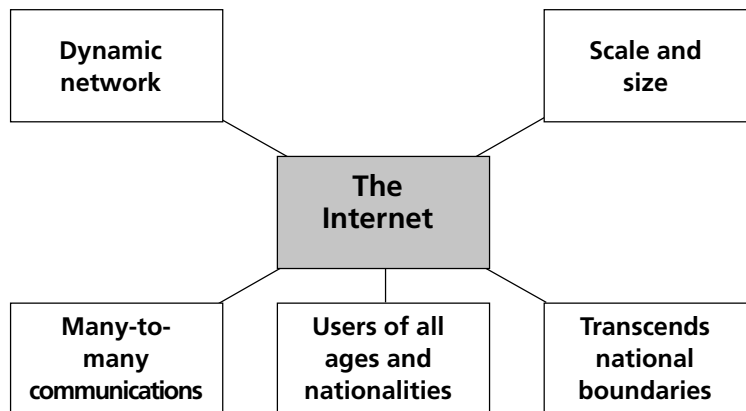 Dynamic
network
Scale and
size
The
Internet
Many-to-
many
communications
Users of all
ages and
nationalities
Transcends
national
boundaries